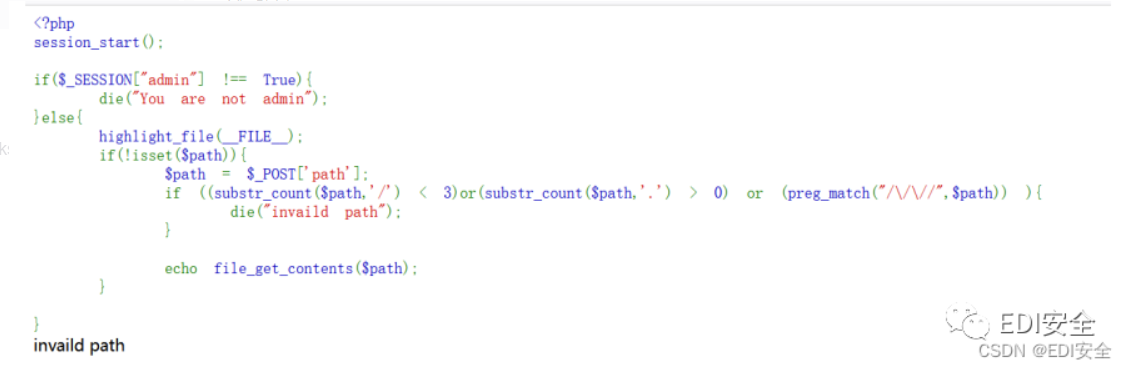 <?php
session_start();
if($_SESSION["admin"] !== True){
die("You are not admin");
}else{
highlight_file(__FILE__);
if(!isset($path)){
$path = $_POST['path'];
if ((substr_count($path,'/') < 3)or(substr_count($path,'.') > 0) or (preg_match("/\/\//",$path)) ){
die("invaild path");
}
echo file_get_contents($path);
}
}
invaild path
EDI安全
CSDN @EDI安全